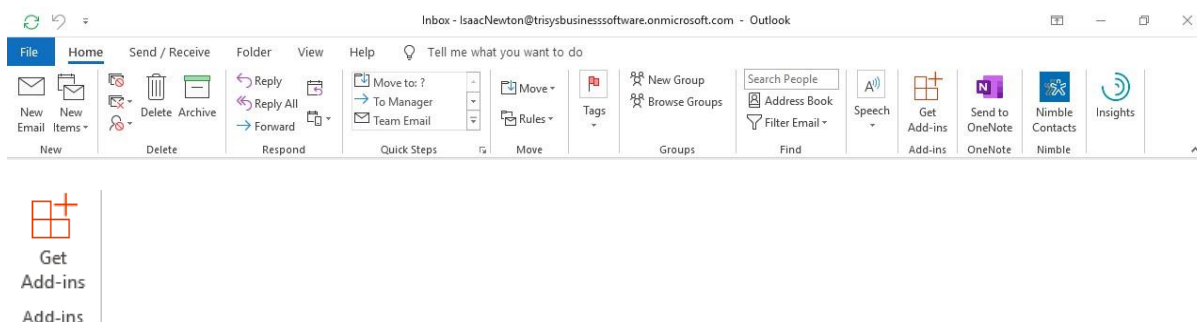 Inbox - IsaacNewton@trisysbusinesssoftware.onmicrosoft.com - Outlook
File Home Send / Receive Folder View Help Tell me what you want to do
New Email
New Items
Delete
Archive
Reply
Reply All
Forward
Move to: ?
To Manager
Team Email
Move
Rules
Tags
New Group
Browse Groups
Search People
Address Book
Filter Email
A
Speech
Get Add-ins
N
Send to OneNote
Nimble Contacts
Insights
New Delete Respond Quick Steps Move Groups Find Add-ins OneNote Nimble
Get
Add-ins
Add-ins